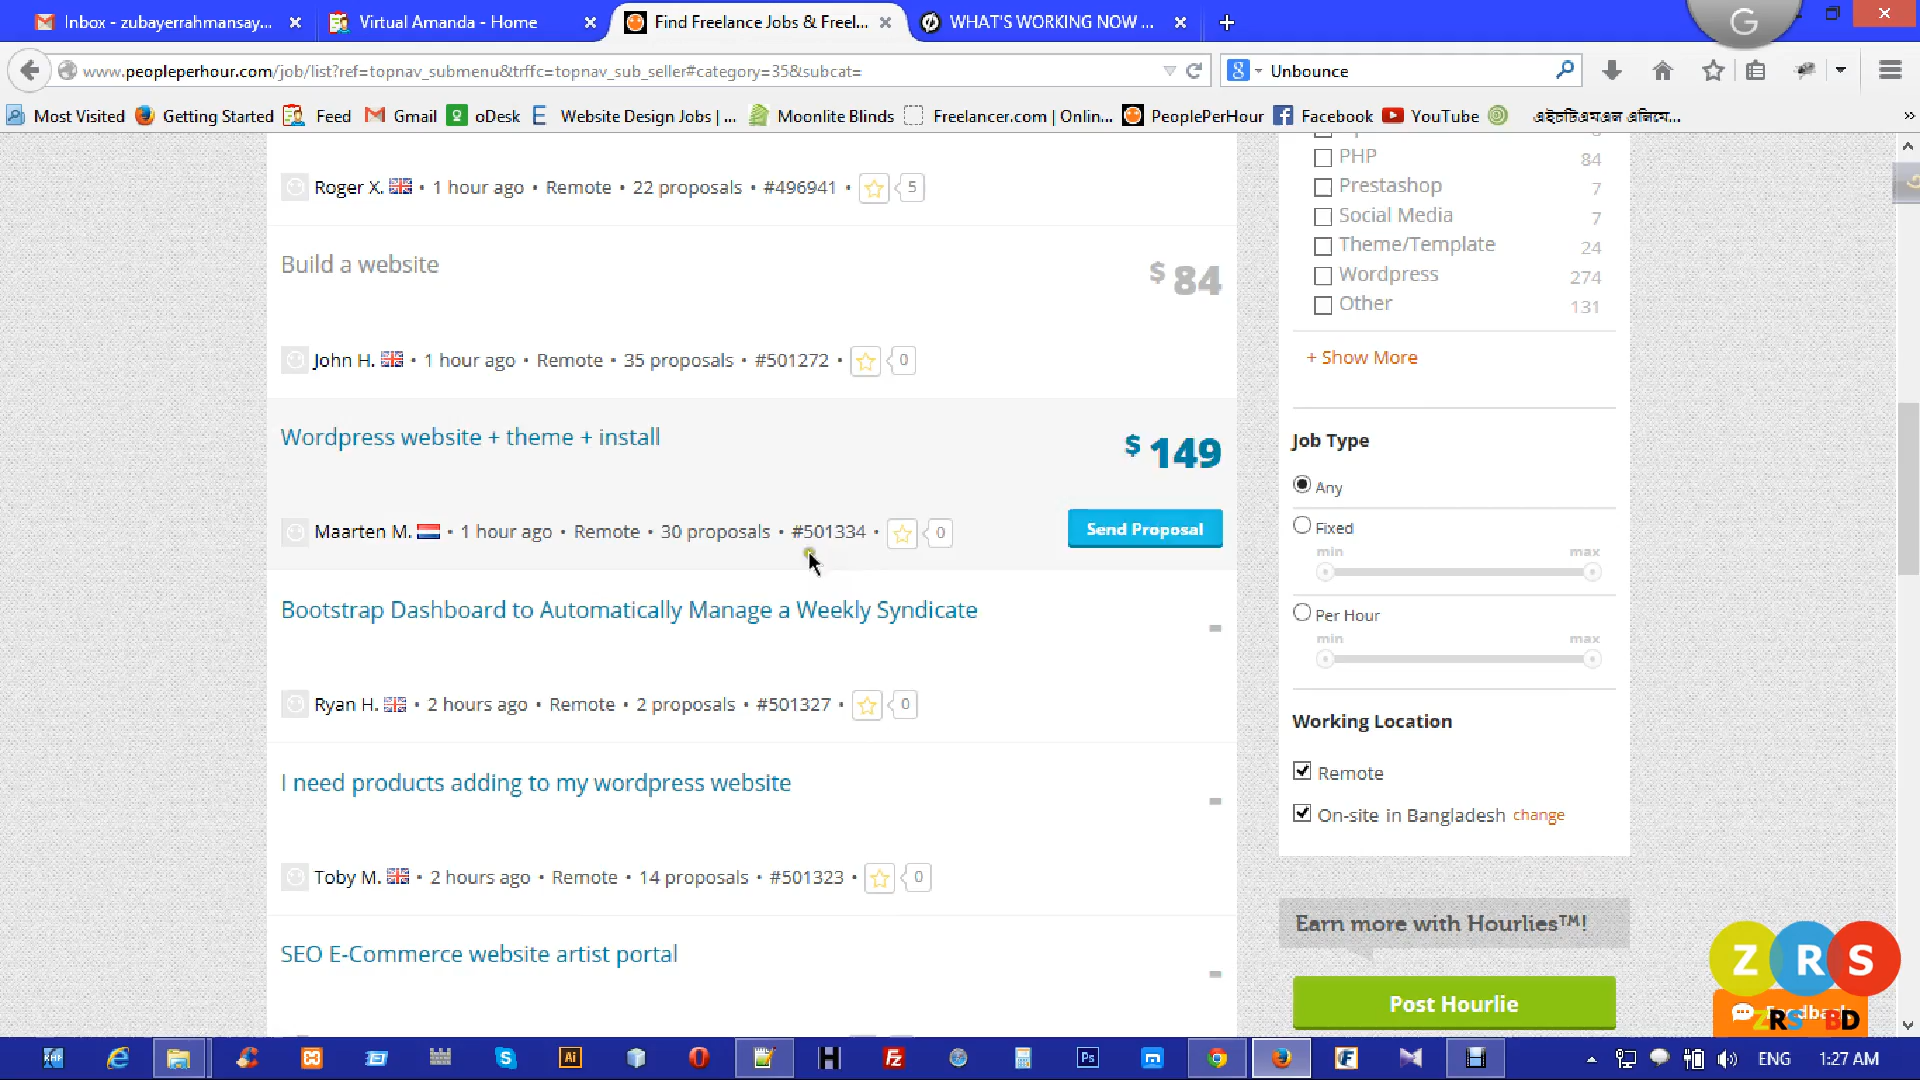 Inbox - zubayerrahmansay...
Virtual Amanda - Home
Find Freelance Jobs & Freel...
WHAT'S WORKING NOW ...
G
www.peopleperhour.com/job/list?ref=topnav_submenu&trffc=topnav_sub_seller#category=35&subcat=
Unbounce
Most Visited
Getting Started
Feed
Gmail
oDesk
Website Design Jobs | ...
Moonlite Blinds
Freelancer.com | Onlin...
PeoplePerHour
Facebook
YouTube
এইচটিএমএল এলিমে...
Roger X. • 1 hour ago • Remote • 22 proposals • #496941 • 5
Build a website
$ 84
John H. • 1 hour ago • Remote • 35 proposals • #501272 • 0
Wordpress website + theme + install
$ 149
Maarten M. • 1 hour ago • Remote • 30 proposals • #501334 • 0
Send Proposal
Bootstrap Dashboard to Automatically Manage a Weekly Syndicate
Ryan H. • 2 hours ago • Remote • 2 proposals • #501327 • 0
I need products adding to my wordpress website
Toby M. • 2 hours ago • Remote • 14 proposals • #501323 • 0
SEO E-Commerce website artist portal
PHP 84
Prestashop 7
Social Media 7
Theme/Template 24
Wordpress 274
Other 131
+ Show More
Job Type
Any
Fixed
min max
Per Hour
min max
Working Location
Remote
On-site in Bangladesh change
Earn more with Hourlies™!
Post Hourlie
Z R S
ZRS BD
ENG
1:27 AM